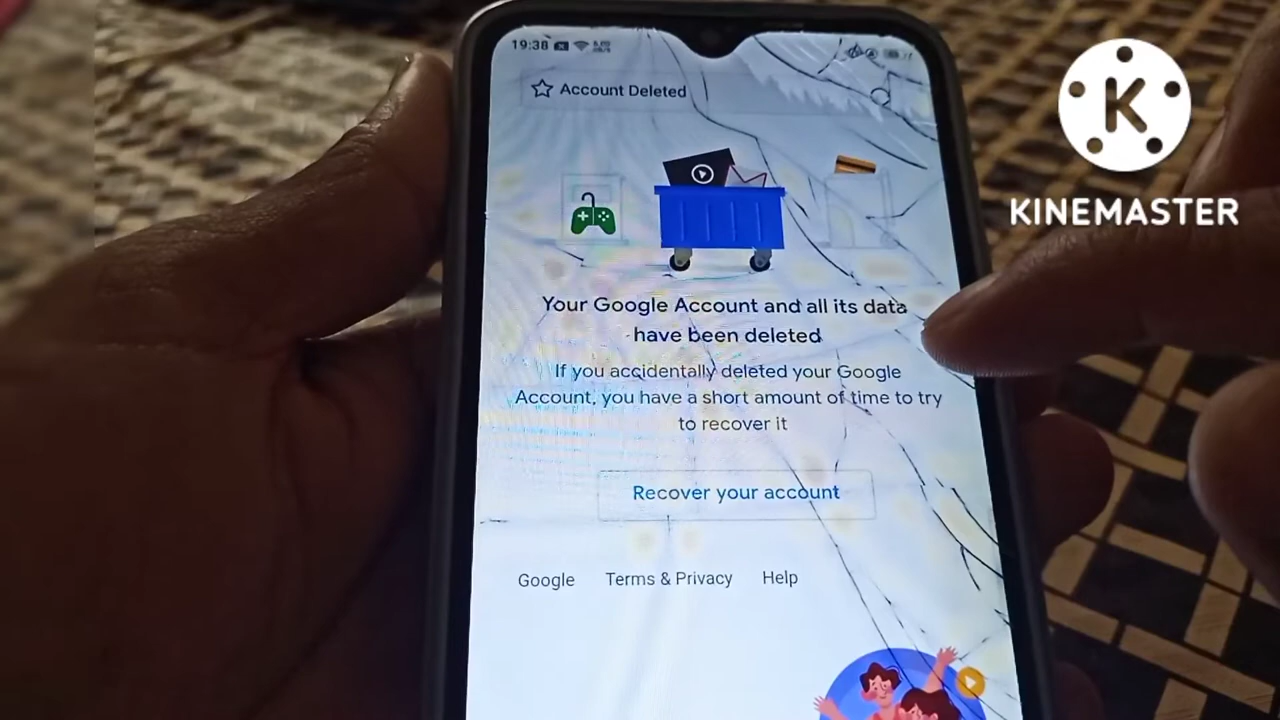 19:38
Account Deleted
KINEMASTER
Your Google Account and all its data
have been deleted
If you accidentally deleted your Google
Account, you have a short amount of time to try
to recover it
Recover your account
Google Terms & Privacy Help